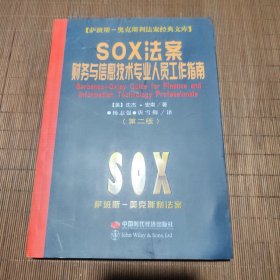 【萨班斯－奥克斯利法案经典文库】
SOX法案
财务与信息技术专业人员工作指南
Sarbanes-Oxley Guide for Finance and
Information Technology Professionals
【美】
（第二版）
SOX
萨班斯－奥克斯利法案
中国时代经济出版社
John Wiley & Sons, Ltd